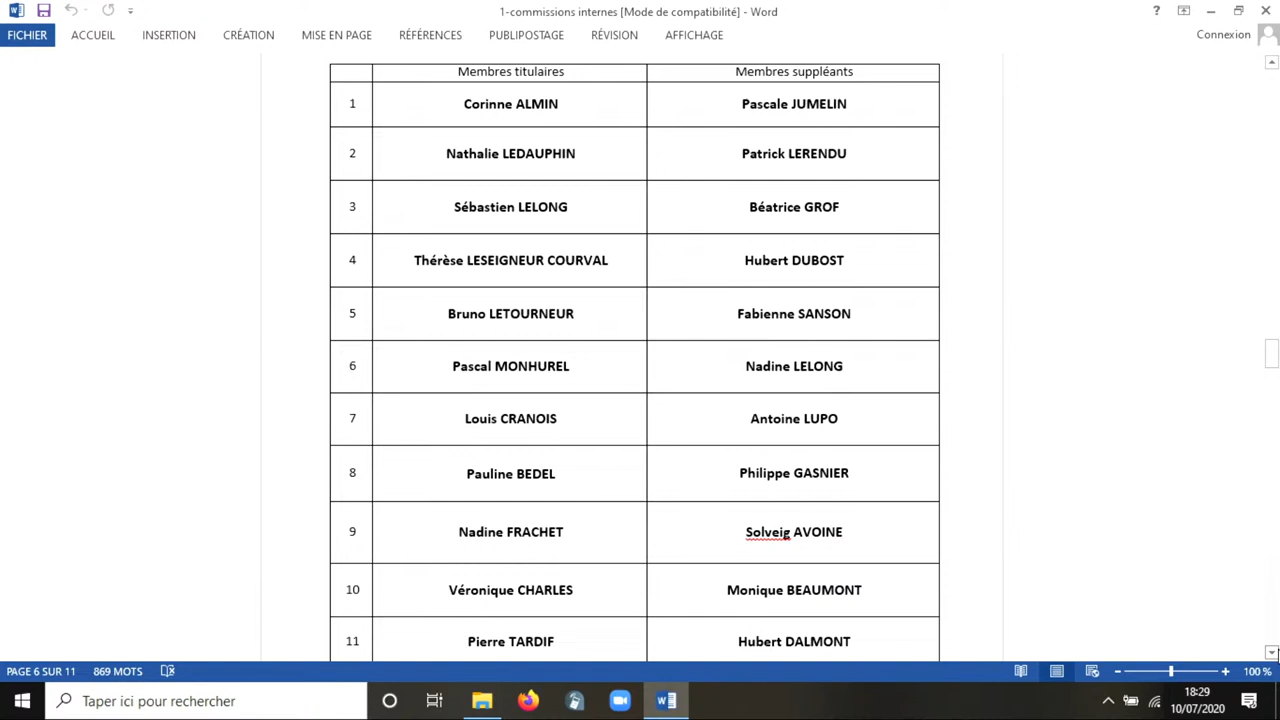 1-commissions internes [Mode de compatibilité] - Word
?
FICHIER ACCUEIL INSERTION CRÉATION MISE EN PAGE RÉFÉRENCES PUBLIPOSTAGE RÉVISION AFFICHAGE Connexion
Membres titulaires Membres suppléants
1 Corinne ALMIN Pascale JUMELIN
2 Nathalie LEDAUPHIN Patrick LERENDU
3 Sébastien LELONG Béatrice GROF
4 Thérèse LESEIGNEUR COURVAL Hubert DUBOST
5 Bruno LETOURNEUR Fabienne SANSON
6 Pascal MONHUREL Nadine LELONG
7 Louis CRANOIS Antoine LUPO
8 Pauline BEDEL Philippe GASNIER
9 Nadine FRACHET Solveig AVOINE
10 Véronique CHARLES Monique BEAUMONT
11 Pierre TARDIF Hubert DALMONT
PAGE 6 SUR 11 869 MOTS 100 %
Taper ici pour rechercher
18:29
10/07/2020